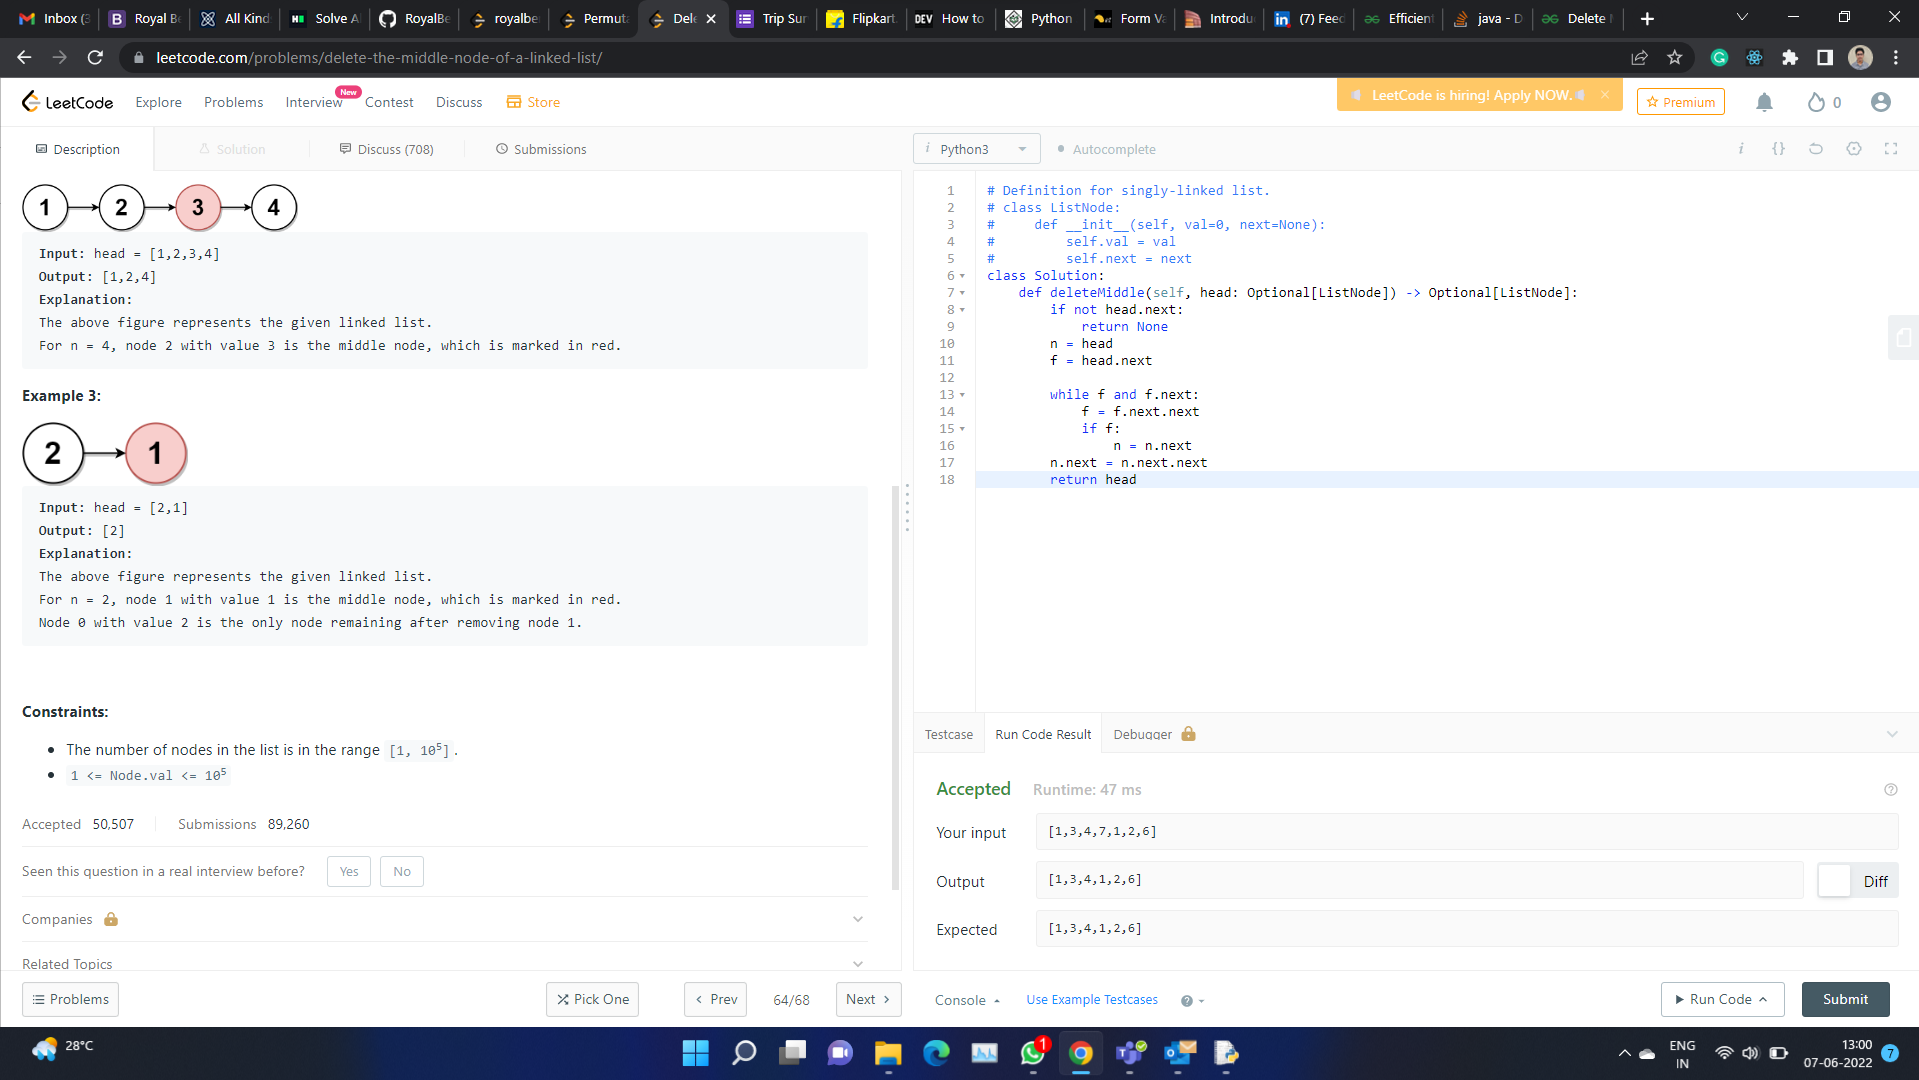 Inbox (3
Royal Be
All Kind
Solve Al
RoyalBe
royalbe
Permut
Dele
Trip Sur
Flipkart.
How to
Python
Form Va
Introdu
(7) Feed
Efficient
java - D
Delete
leetcode.com/problems/delete-the-middle-node-of-a-linked-list/
LeetCode
Explore
Problems
Interview
New
Contest
Discuss
Store
LeetCode is hiring! Apply NOW.
Premium
0
Description
Solution
Discuss (708)
Submissions
i Python3
Autocomplete
1 2 3 4
Input: head = [1,2,3,4]
Output: [1,2,4]
Explanation:
The above figure represents the given linked list.
For n = 4, node 2 with value 3 is the middle node, which is marked in red.
Example 3:
2 1
Input: head = [2,1]
Output: [2]
Explanation:
The above figure represents the given linked list.
For n = 2, node 1 with value 1 is the middle node, which is marked in red.
Node 0 with value 2 is the only node remaining after removing node 1.
Constraints:
The number of nodes in the list is in the range [1, 10⁵].
1 <= Node.val <= 10⁵
Accepted 50,507
Submissions 89,260
Seen this question in a real interview before?
Yes
No
Companies
Related Topics
Problems
Pick One
Prev
64/68
Next
1 # Definition for singly-linked list.
2 # class ListNode:
3 #     def __init__(self, val=0, next=None):
4 #         self.val = val
5 #         self.next = next
6 class Solution:
7     def deleteMiddle(self, head: Optional[ListNode]) -> Optional[ListNode]:
8         if not head.next:
9             return None
10         n = head
11         f = head.next
12
13         while f and f.next:
14             f = f.next.next
15             if f:
16                 n = n.next
17         n.next = n.next.next
18         return head
Testcase
Run Code Result
Debugger
Accepted
Runtime: 47 ms
Your input
[1,3,4,7,1,2,6]
Output
[1,3,4,1,2,6]
Diff
Expected
[1,3,4,1,2,6]
Console
Use Example Testcases
Run Code
Submit
28°C
1
ENG
IN
13:00
07-06-2022
7